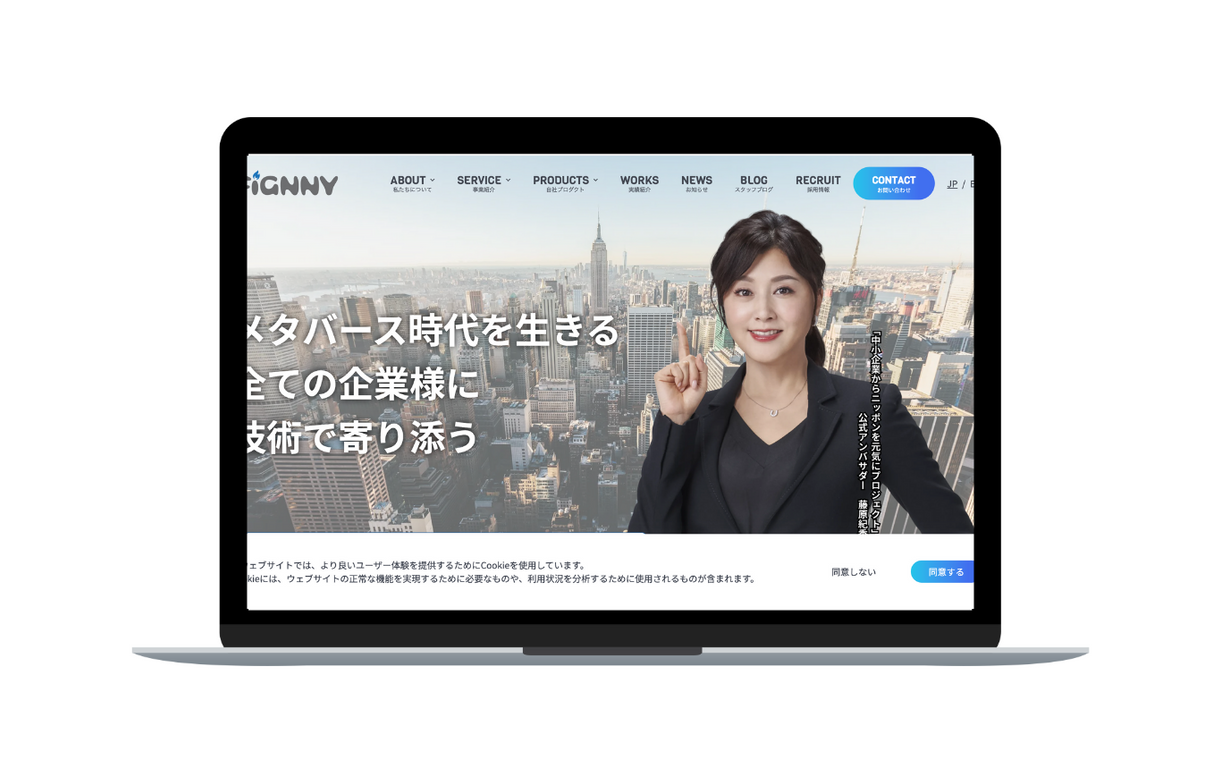 FiGNNY
ABOUT
私たちについて
SERVICE
事業紹介
PRODUCTS
自社プロダクト
WORKS
実績紹介
NEWS
お知らせ
BLOG
スタッフブログ
RECRUIT
採用情報
CONTACT
お問い合わせ
JP /
メタバース時代を生きる
全ての企業様に
技術で寄り添う
「中小企業からニッポンを元気にプロジェクト」
公式アンバサダー 藤原紀香
ェブサイトでは、より良いユーザー体験を提供するためにCookieを使用しています。
kieには、ウェブサイトの正常な機能を実現するために必要なものや、利用状況を分析するために使用されるものが含まれます。
同意しない
同意する